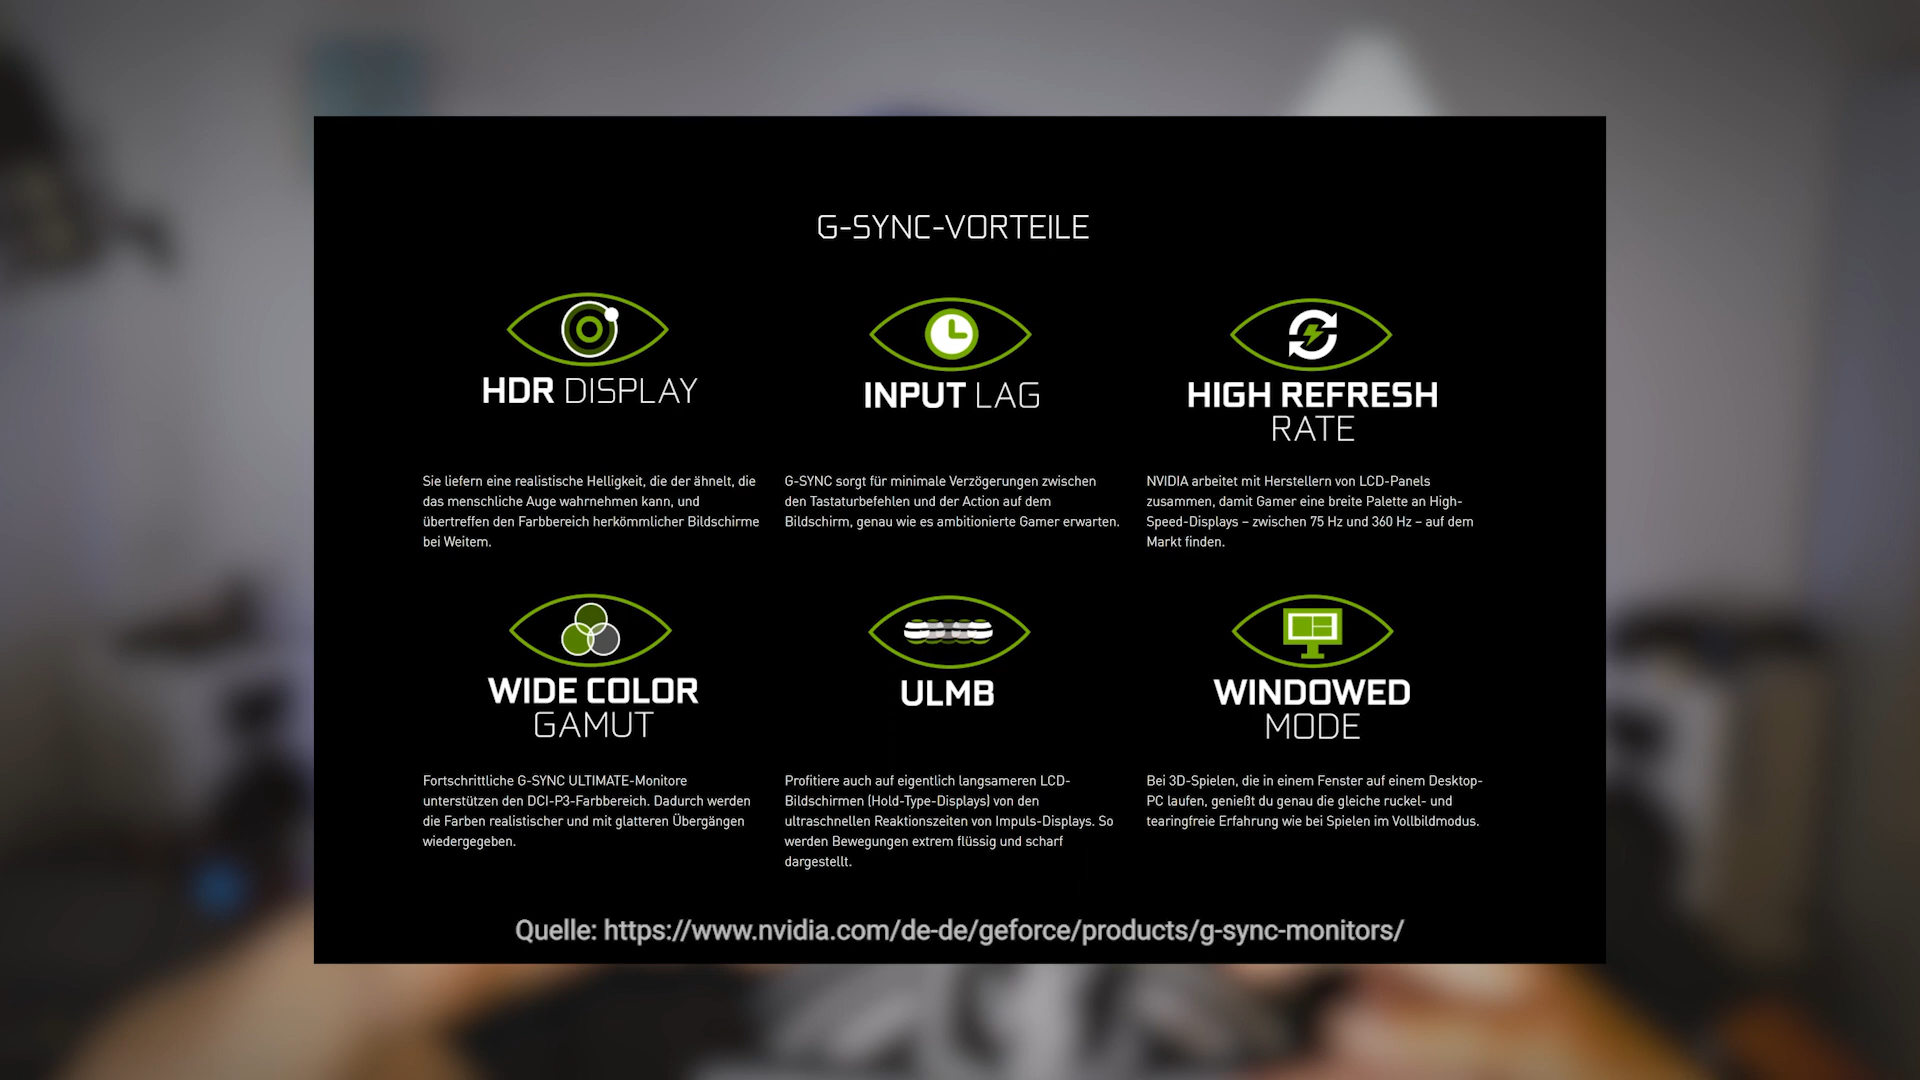 G-SYNC-VORTEILE
HDR DISPLAY
Sie liefern eine realistische Helligkeit, die der ähnelt, die
das menschliche Auge wahrnehmen kann, und
übertreffen den Farbbereich herkömmlicher Bildschirme
bei Weitem.
INPUT LAG
G-SYNC sorgt für minimale Verzögerungen zwischen
den Tastaturbefehlen und der Action auf dem
Bildschirm, genau wie es ambitionierte Gamer erwarten.
HIGH REFRESH
RATE
NVIDIA arbeitet mit Herstellern von LCD-Panels
zusammen, damit Gamer eine breite Palette an High-
Speed-Displays – zwischen 75 Hz und 360 Hz – auf dem
Markt finden.
WIDE COLOR
GAMUT
Fortschrittliche G-SYNC ULTIMATE-Monitore
unterstützen den DCI-P3-Farbbereich. Dadurch werden
die Farben realistischer und mit glatteren Übergängen
wiedergegeben.
ULMB
Profitiere auch auf eigentlich langsameren LCD-
Bildschirmen (Hold-Type-Displays) von den
ultraschnellen Reaktionszeiten von Impuls-Displays. So
werden Bewegungen extrem flüssig und scharf
dargestellt.
WINDOWED
MODE
Bei 3D-Spielen, die in einem Fenster auf einem Desktop-
PC laufen, genießt du genau die gleiche ruckel- und
tearingfreie Erfahrung wie bei Spielen im Vollbildmodus.
Quelle: https://www.nvidia.com/de-de/geforce/products/g-sync-monitors/